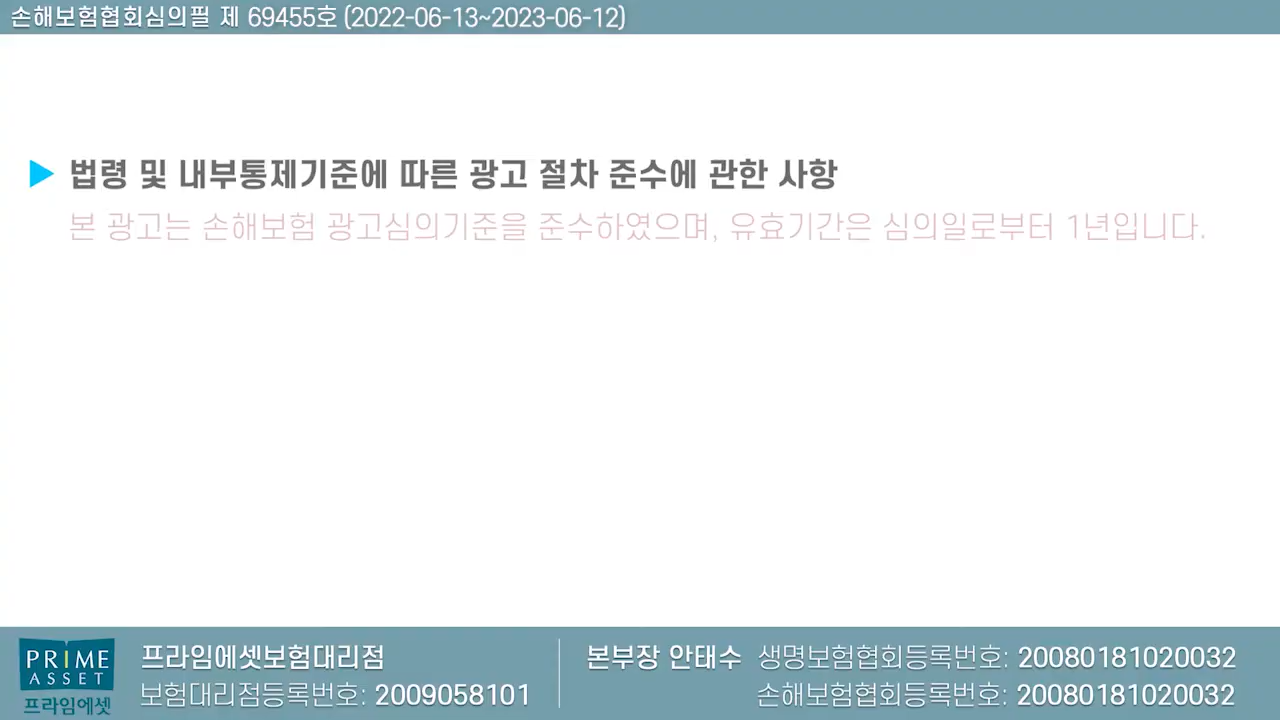 손해보험협회심의필 제 69455호 (2022-06-13~2023-06-12)
▶ 법령 및 내부통제기준에 따른 광고 절차 준수에 관한 사항
본 광고는 손해보험 광고심의기준을 준수하였으며, 유효기간은 심의일로부터 1년입니다.
PRIME
ASSET
프라임에셋
프라임에셋보험대리점
보험대리점등록번호: 2009058101
본부장 안태수 생명보험협회등록번호: 20080181020032
손해보험협회등록번호: 20080181020032